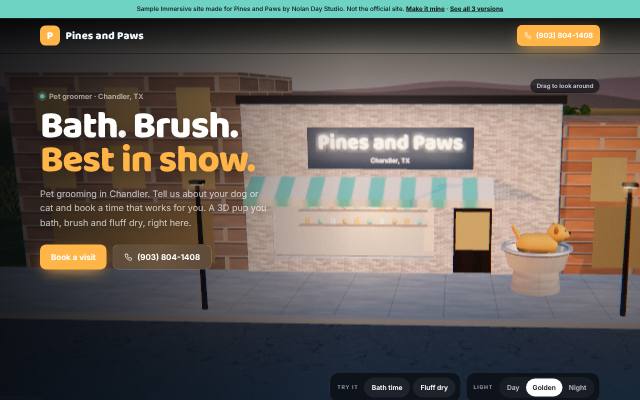 Sample Immersive site made for Pines and Paws by Nolan Day Studio. Not the official site. Make it mine · See all 3 versions
P Pines and Paws
(903) 804-1408
Drag to look around
Pet groomer · Chandler, TX
Bath. Brush.
Best in show.
Pet grooming in Chandler. Tell us about your dog or
cat and book a time that works for you. A 3D pup you
bath, brush and fluff dry, right here.
Book a visit
(903) 804-1408
Pines and Paws
Chandler, TX
TRY IT Bath time Fluff dry
LIGHT Day Golden Night